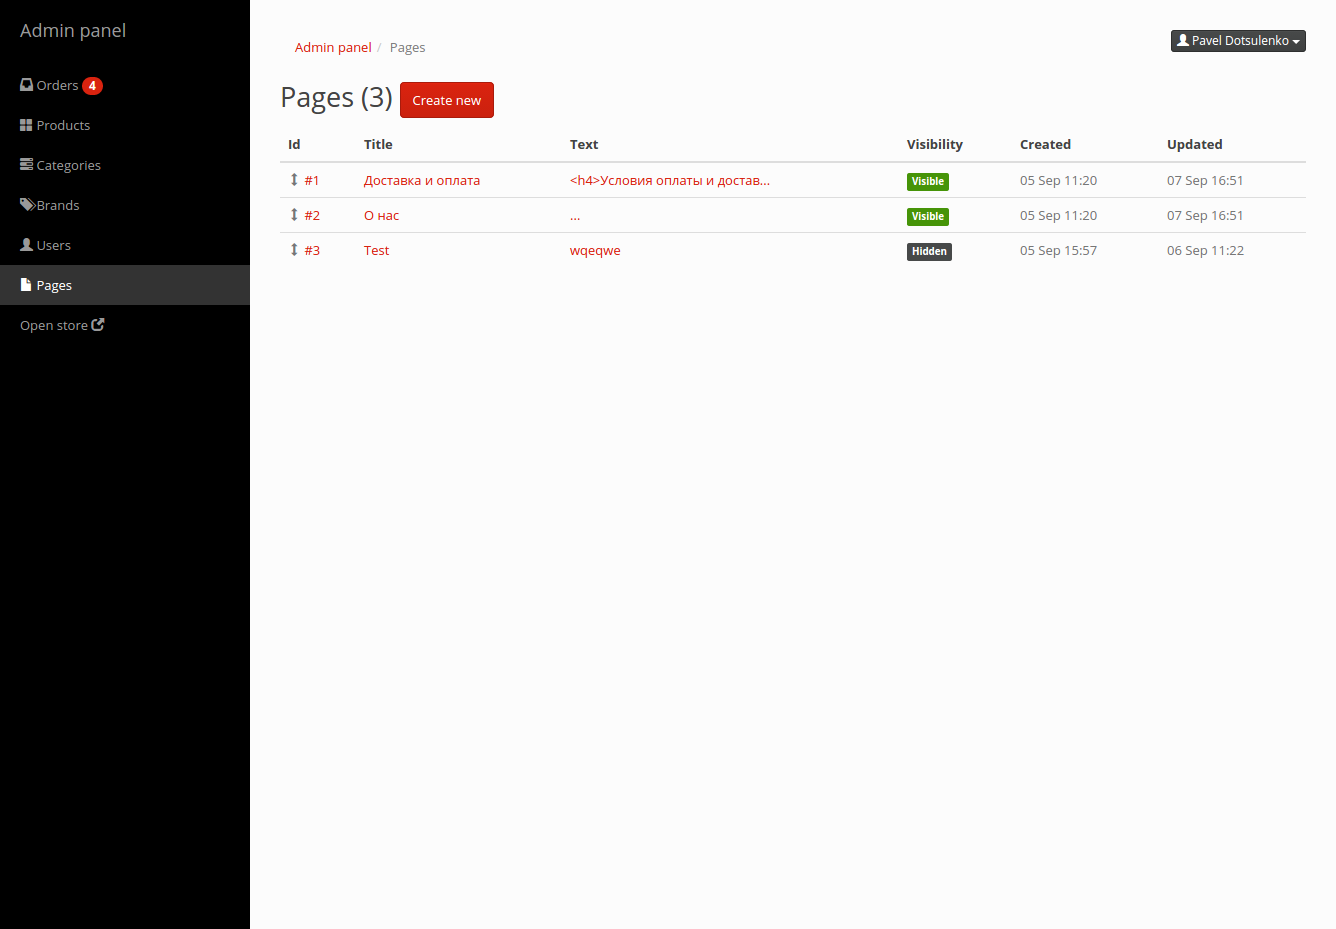 Admin panel
Orders 4
Products
Categories
Brands
Users
Pages
Open store
Admin panel / Pages
Pavel Dotsulenko
Pages (3) Create new
Id Title Text Visibility Created Updated
#1 Доставка и оплата <h4>Условия оплаты и достав... Visible 05 Sep 11:20 07 Sep 16:51
#2 О нас ... Visible 05 Sep 11:20 07 Sep 16:51
#3 Test wqeqwe Hidden 05 Sep 15:57 06 Sep 11:22